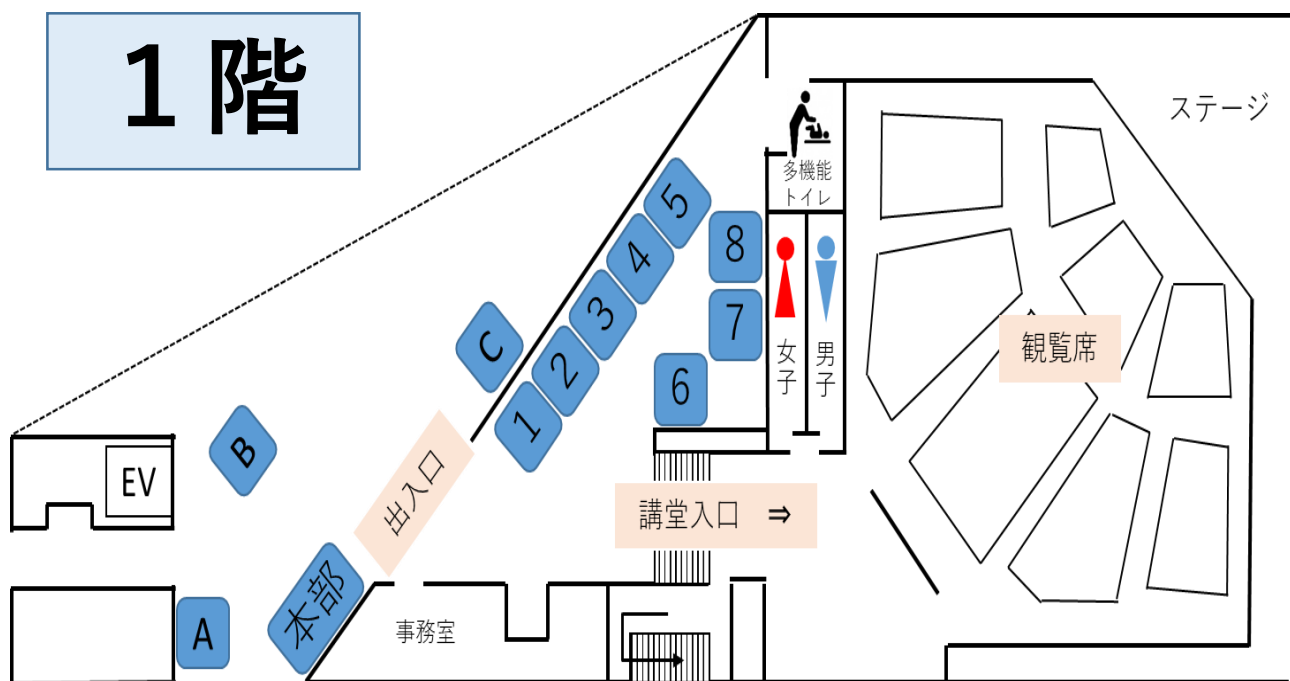 1階
ステージ
多機能
トイレ
5
4
8
3
7
C
2
女子
男子
観覧席
6
1
B
EV
出入口
講堂入口 ⇒
本部
A
事務室